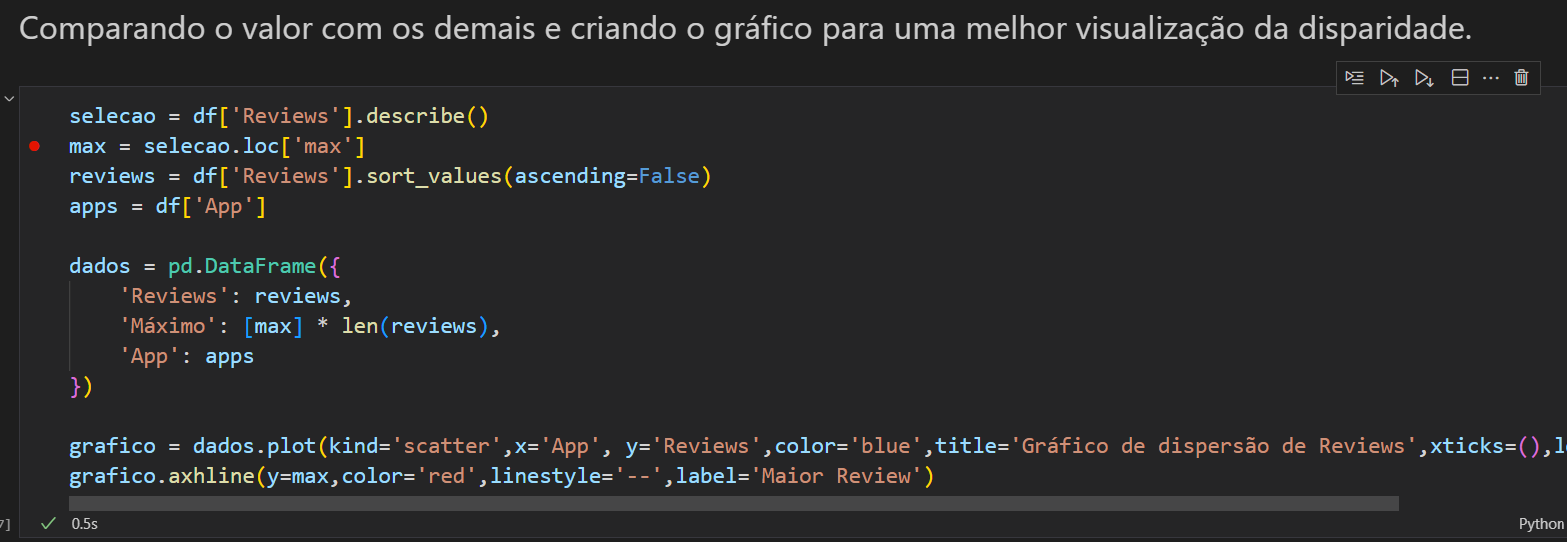 Comparando o valor com os demais e criando o gráfico para uma melhor visualização da disparidade.
selecao = df['Reviews'].describe()
max = selecao.loc['max']
reviews = df['Reviews'].sort_values(ascending=False)
apps = df['App']
dados = pd.DataFrame({
    'Reviews': reviews,
    'Máximo': [max] * len(reviews),
    'App': apps
})
grafico = dados.plot(kind='scatter',x='App', y='Reviews',color='blue',title='Gráfico de dispersão de Reviews',xticks=(),l
grafico.axhline(y=max,color='red',linestyle='--',label='Maior Review')
7] 0.5s Python